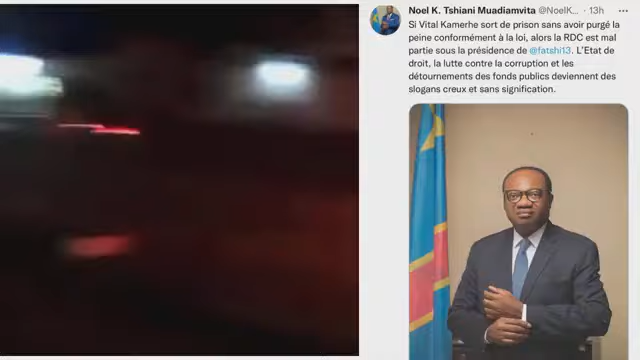 Noel K. Tshiani Muadiamvita @NoelK... · 13h ...
Si Vital Kamerhe sort de prison sans avoir purgé la
peine conformément à la loi, alors la RDC est mal
partie sous la présidence de @fatshi13. L'Etat de
droit, la lutte contre la corruption et les
détournements des fonds publics deviennent des
slogans creux et sans signification.